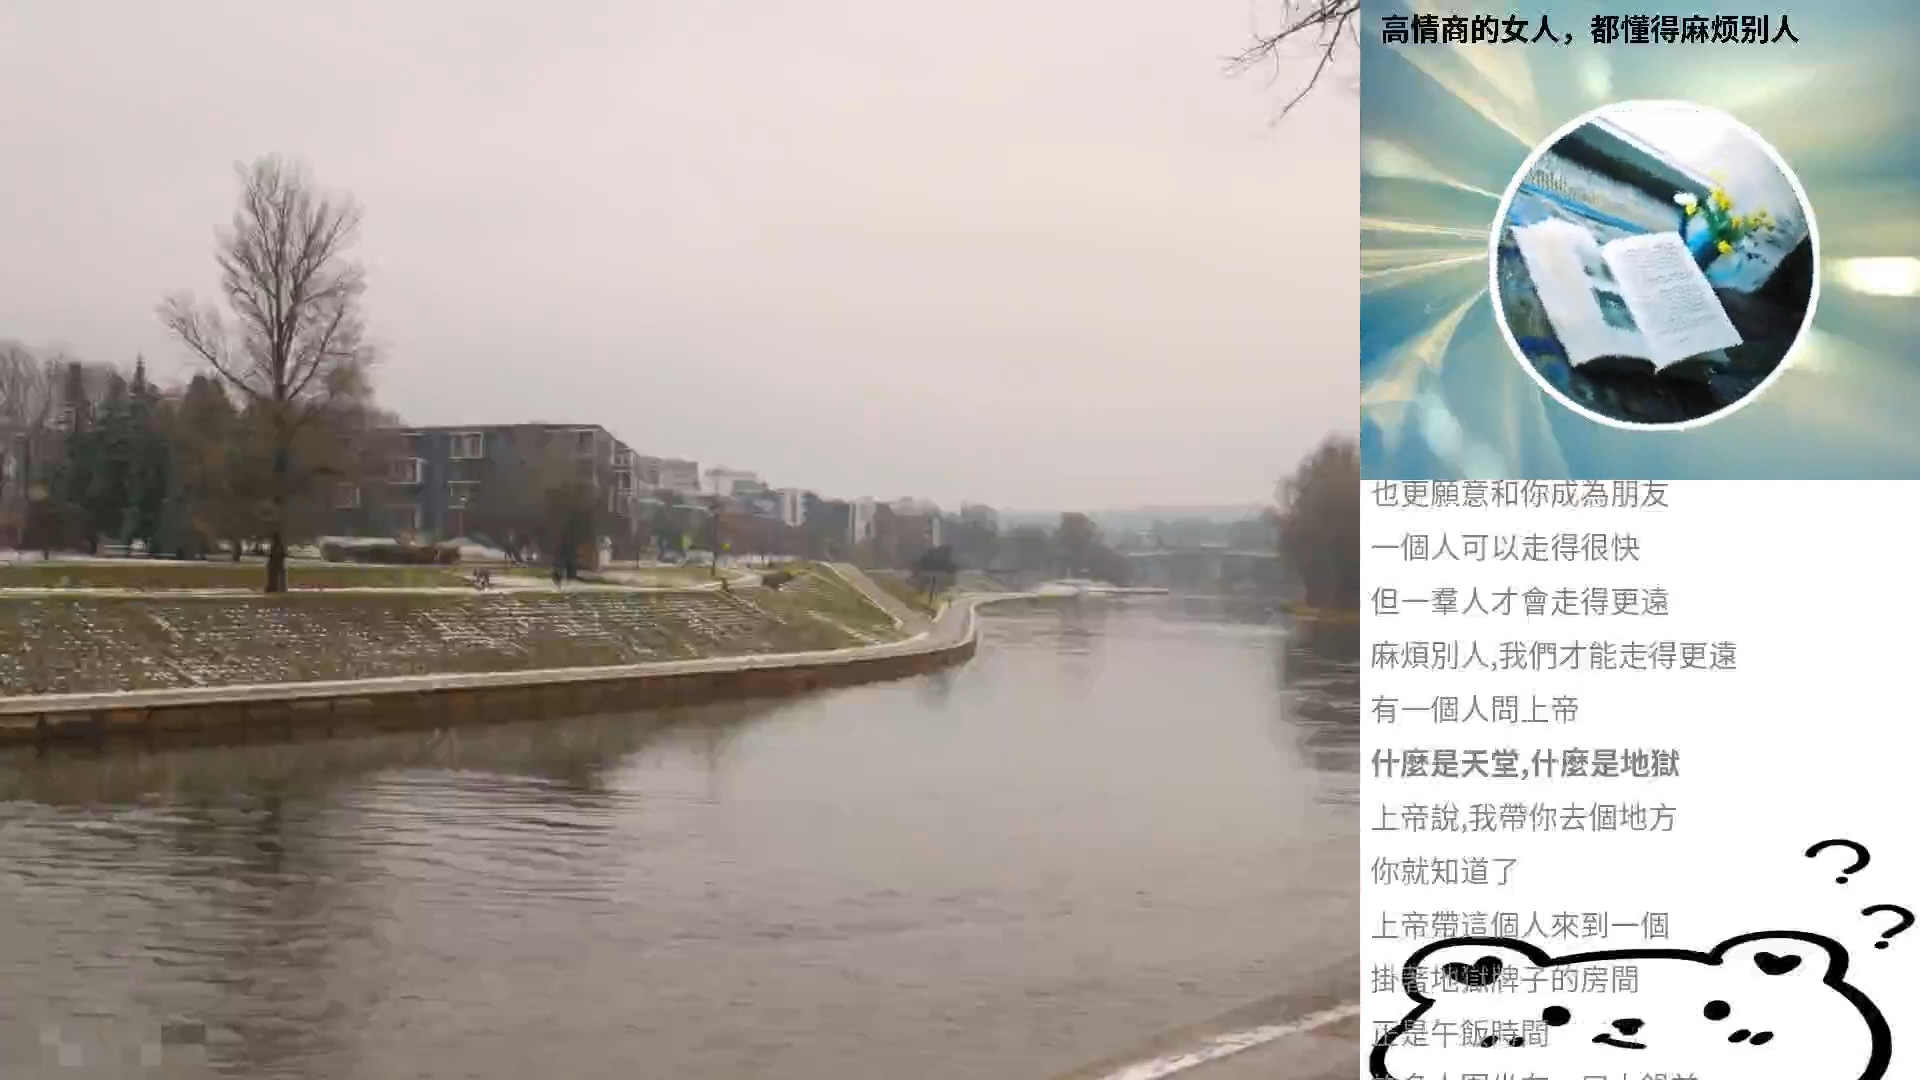 高情商的女人，都懂得麻烦别人
也更願意和你成為朋友
一個人可以走得很快
但一羣人才會走得更遠
麻煩別人,我們才能走得更遠
有一個人問上帝
什麼是天堂,什麼是地獄
上帝說,我帶你去個地方
你就知道了
上帝帶這個人來到一個
掛著地獄牌子的房間
正是午飯時間